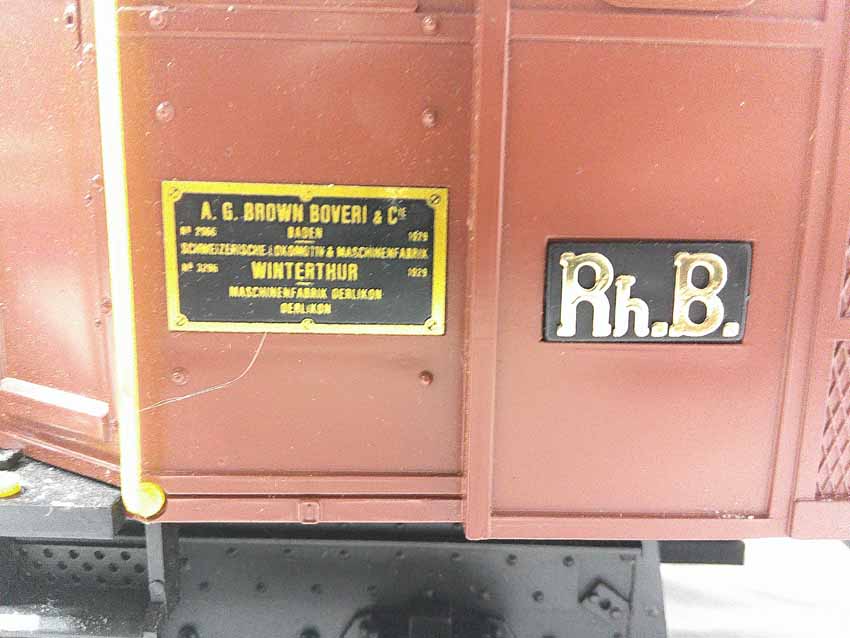 A. G. BROWN BOVERI & CIE
No 2966 BADEN 1929
SCHWEIZERISCHE LOKOMOTIV & MASCHINENFABRIK
No 3296 WINTERTHUR 1929
MASCHINENFABRIK OERLIKON
OERLIKON
Rh.B.